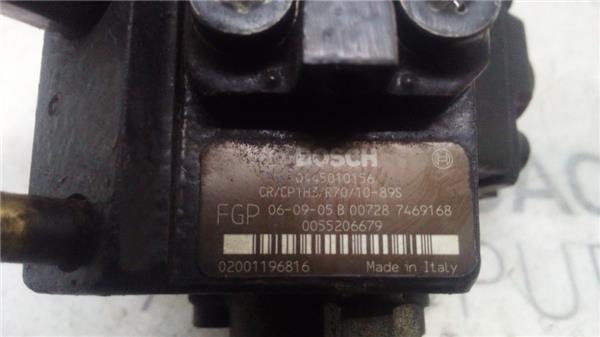 BOSCH
0445010156
CR/CP1H3/R70/10-89S
FGP 06-09-05 B 00728 7469168
0055206679
02001196816 Made in Italy